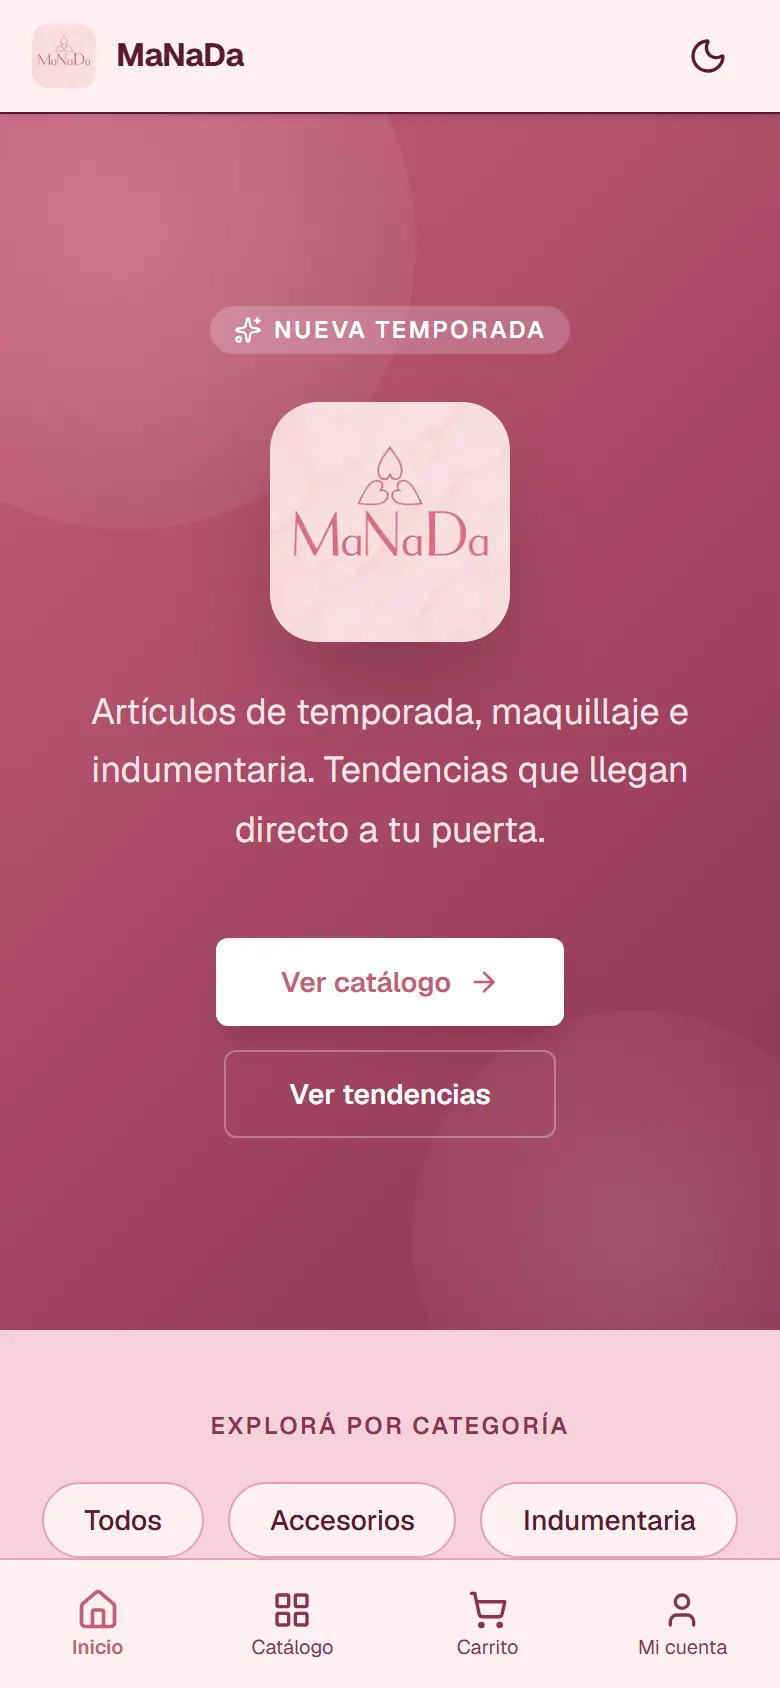 MaNaDa
MaNaDa
NUEVA TEMPORADA
MaNaDa
Artículos de temporada, maquillaje e
indumentaria. Tendencias que llegan
directo a tu puerta.
Ver catálogo
Ver tendencias
EXPLORÁ POR CATEGORÍA
Todos
Accesorios
Indumentaria
Inicio
Catálogo
Carrito
Mi cuenta